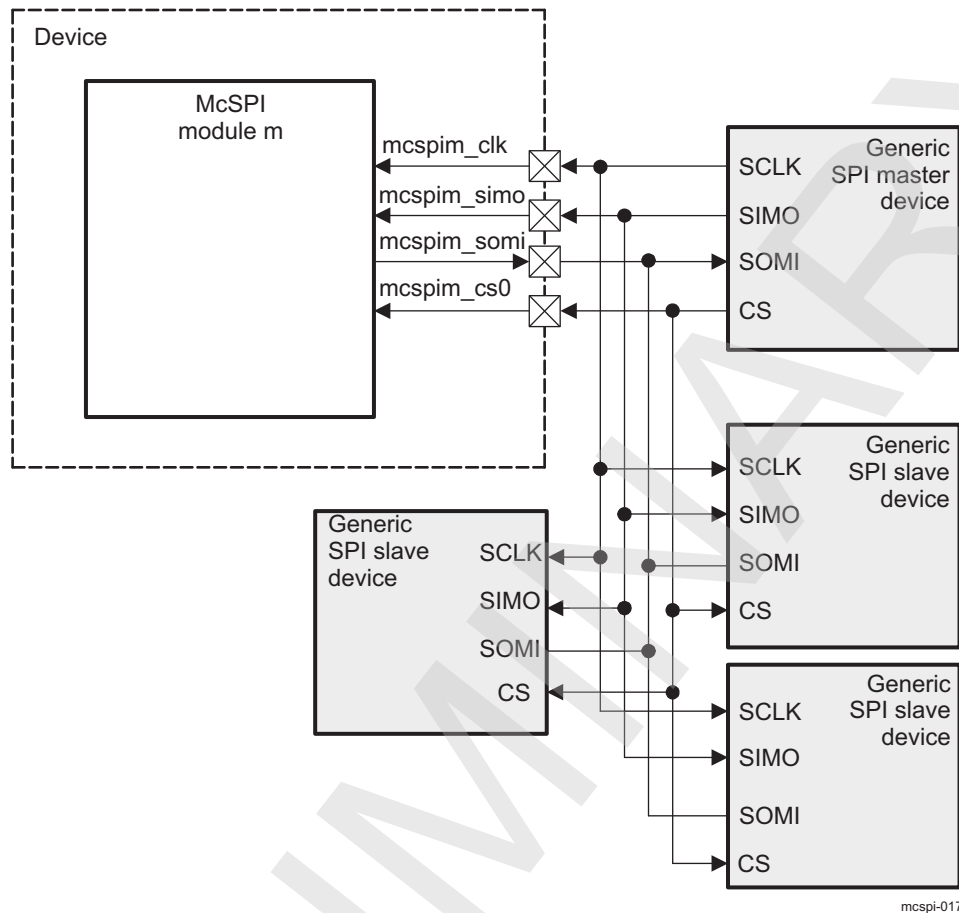 Device
McSPI
module m
mcspim_clk
mcspim_simo
mcspim_somi
mcspim_cs0
Generic
SPI master
device
SCLK
SIMO
SOMI
CS
Generic
SPI slave
device
SCLK
SIMO
SOMI
CS
Generic
SPI slave
device
SCLK
SIMO
SOMI
CS
Generic
SPI slave
device
SCLK
SIMO
SOMI
CS
mcspi-017